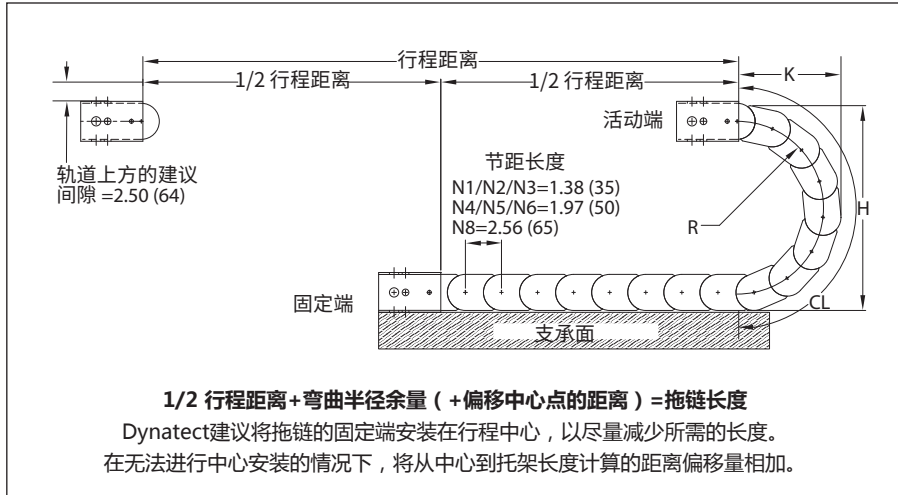 行程距离
K
1/2 行程距离
1/2 行程距离
活动端
轨道上方的建议
间隙 =2.50 (64)
节距长度
N1/N2/N3=1.38 (35)
N4/N5/N6=1.97 (50)
N8=2.56 (65)
R
H
固定端
CL
支承面
1/2 行程距离+弯曲半径余量（+偏移中心点的距离）=拖链长度
Dynatect建议将拖链的固定端安装在行程中心，以尽量减少所需的长度。
在无法进行中心安装的情况下，将从中心到托架长度计算的距离偏移量相加。